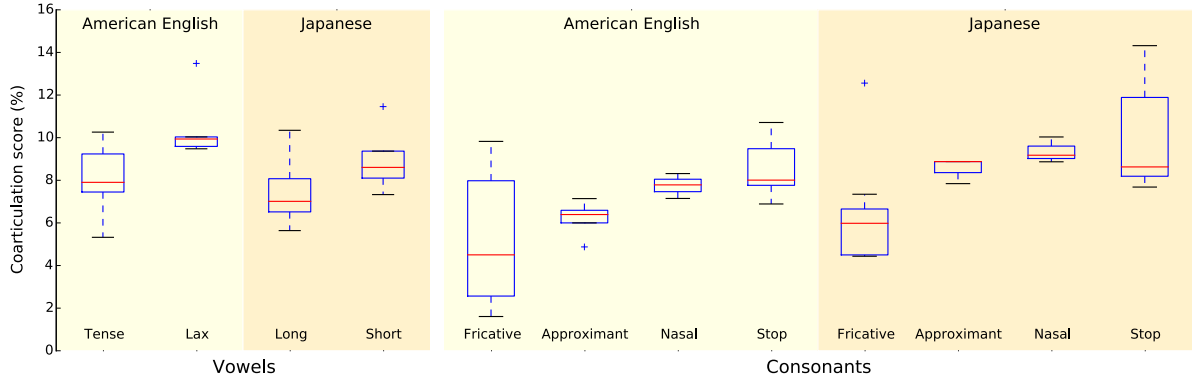 American English Japanese
American English Japanese
Coarticulation score (%)
16
14
12
10
8
6
4
2
0
Tense Lax Long Short
Fricative Approximant Nasal Stop Fricative Approximant Nasal Stop
Vowels
Consonants